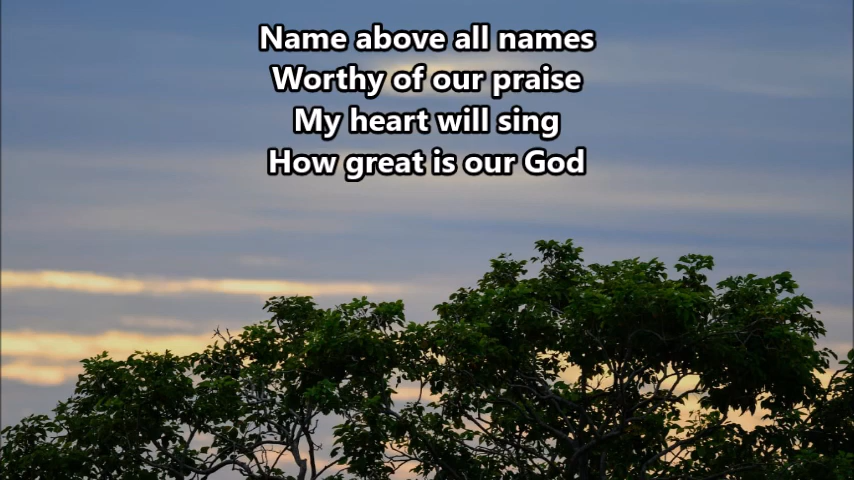 Name above all names
Worthy of our praise
My heart will sing
How great is our God